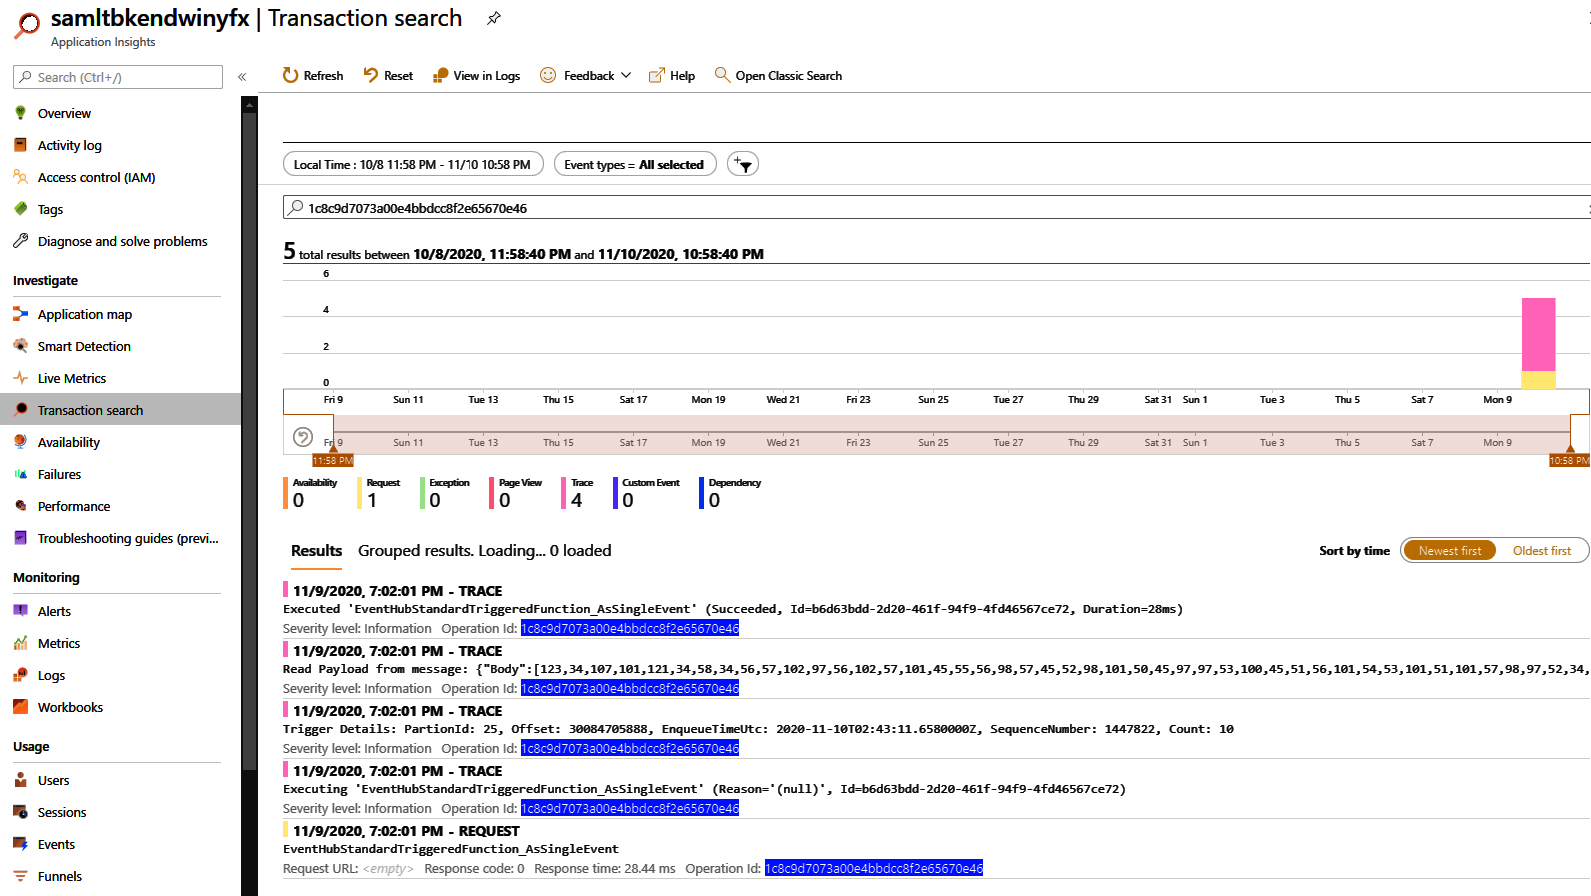 samltbkendwinyfx | Transaction search
Application Insights
Search (Ctrl+/)
«
Refresh
Reset
View in Logs
Feedback
Help
Open Classic Search
Overview
Activity log
Access control (IAM)
Tags
Diagnose and solve problems
Investigate
Application map
Smart Detection
Live Metrics
Transaction search
Availability
Failures
Performance
Troubleshooting guides (previ...
Monitoring
Alerts
Metrics
Logs
Workbooks
Usage
Users
Sessions
Events
Funnels
Local Time : 10/8 11:58 PM - 11/10 10:58 PM
Event types = All selected
1c8c9d7073a00e4bbdcc8f2e65670e46
5 total results between 10/8/2020, 11:58:40 PM and 11/10/2020, 10:58:40 PM
6
4
2
0
Fri 9 Sun 11 Tue 13 Thu 15 Sat 17 Mon 19 Wed 21 Fri 23 Sun 25 Tue 27 Thu 29 Sat 31 Sun 1 Tue 3 Thu 5 Sat 7 Mon 9
Fri 9 Sun 11 Tue 13 Thu 15 Sat 17 Mon 19 Wed 21 Fri 23 Sun 25 Tue 27 Thu 29 Sat 31 Sun 1 Tue 3 Thu 5 Sat 7 Mon 9
11:58 PM 10:58 PM
Availability Request Exception Page View Trace Custom Event Dependency
0 1 0 0 4 0 0
Results Grouped results. Loading... 0 loaded
Sort by time Newest first Oldest first
11/9/2020, 7:02:01 PM - TRACE
Executed 'EventHubStandardTriggeredFunction_AsSingleEvent' (Succeeded, Id=b6d63bdd-2d20-461f-94f9-4fd46567ce72, Duration=28ms)
Severity level: Information Operation Id: 1c8c9d7073a00e4bbdcc8f2e65670e46
11/9/2020, 7:02:01 PM - TRACE
Read Payload from message: {"Body":[123,34,107,101,121,34,58,34,56,57,102,97,56,102,57,101,45,55,56,98,57,45,52,98,101,50,45,97,97,53,100,45,51,56,101,54,53,101,51,101,57,98,97,52,34,
Severity level: Information Operation Id: 1c8c9d7073a00e4bbdcc8f2e65670e46
11/9/2020, 7:02:01 PM - TRACE
Trigger Details: PartionId: 25, Offset: 30084705888, EnqueueTimeUtc: 2020-11-10T02:43:11.6580000Z, SequenceNumber: 1447822, Count: 10
Severity level: Information Operation Id: 1c8c9d7073a00e4bbdcc8f2e65670e46
11/9/2020, 7:02:01 PM - TRACE
Executing 'EventHubStandardTriggeredFunction_AsSingleEvent' (Reason='(null)', Id=b6d63bdd-2d20-461f-94f9-4fd46567ce72)
Severity level: Information Operation Id: 1c8c9d7073a00e4bbdcc8f2e65670e46
11/9/2020, 7:02:01 PM - REQUEST
EventHubStandardTriggeredFunction_AsSingleEvent
Request URL: <empty> Response code: 0 Response time: 28.44 ms Operation Id: 1c8c9d7073a00e4bbdcc8f2e65670e46